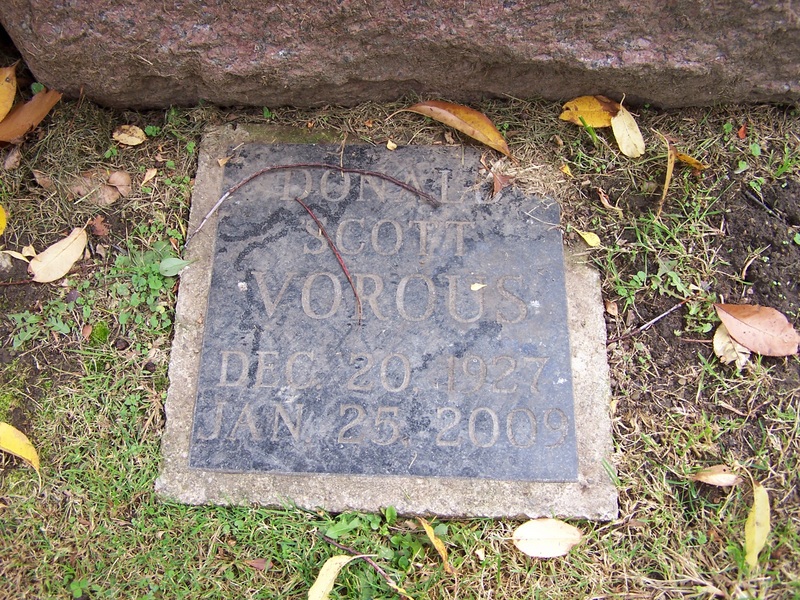 DONALD
SCOTT
VOROUS
DEC. 20, 1927
JAN. 25, 2009